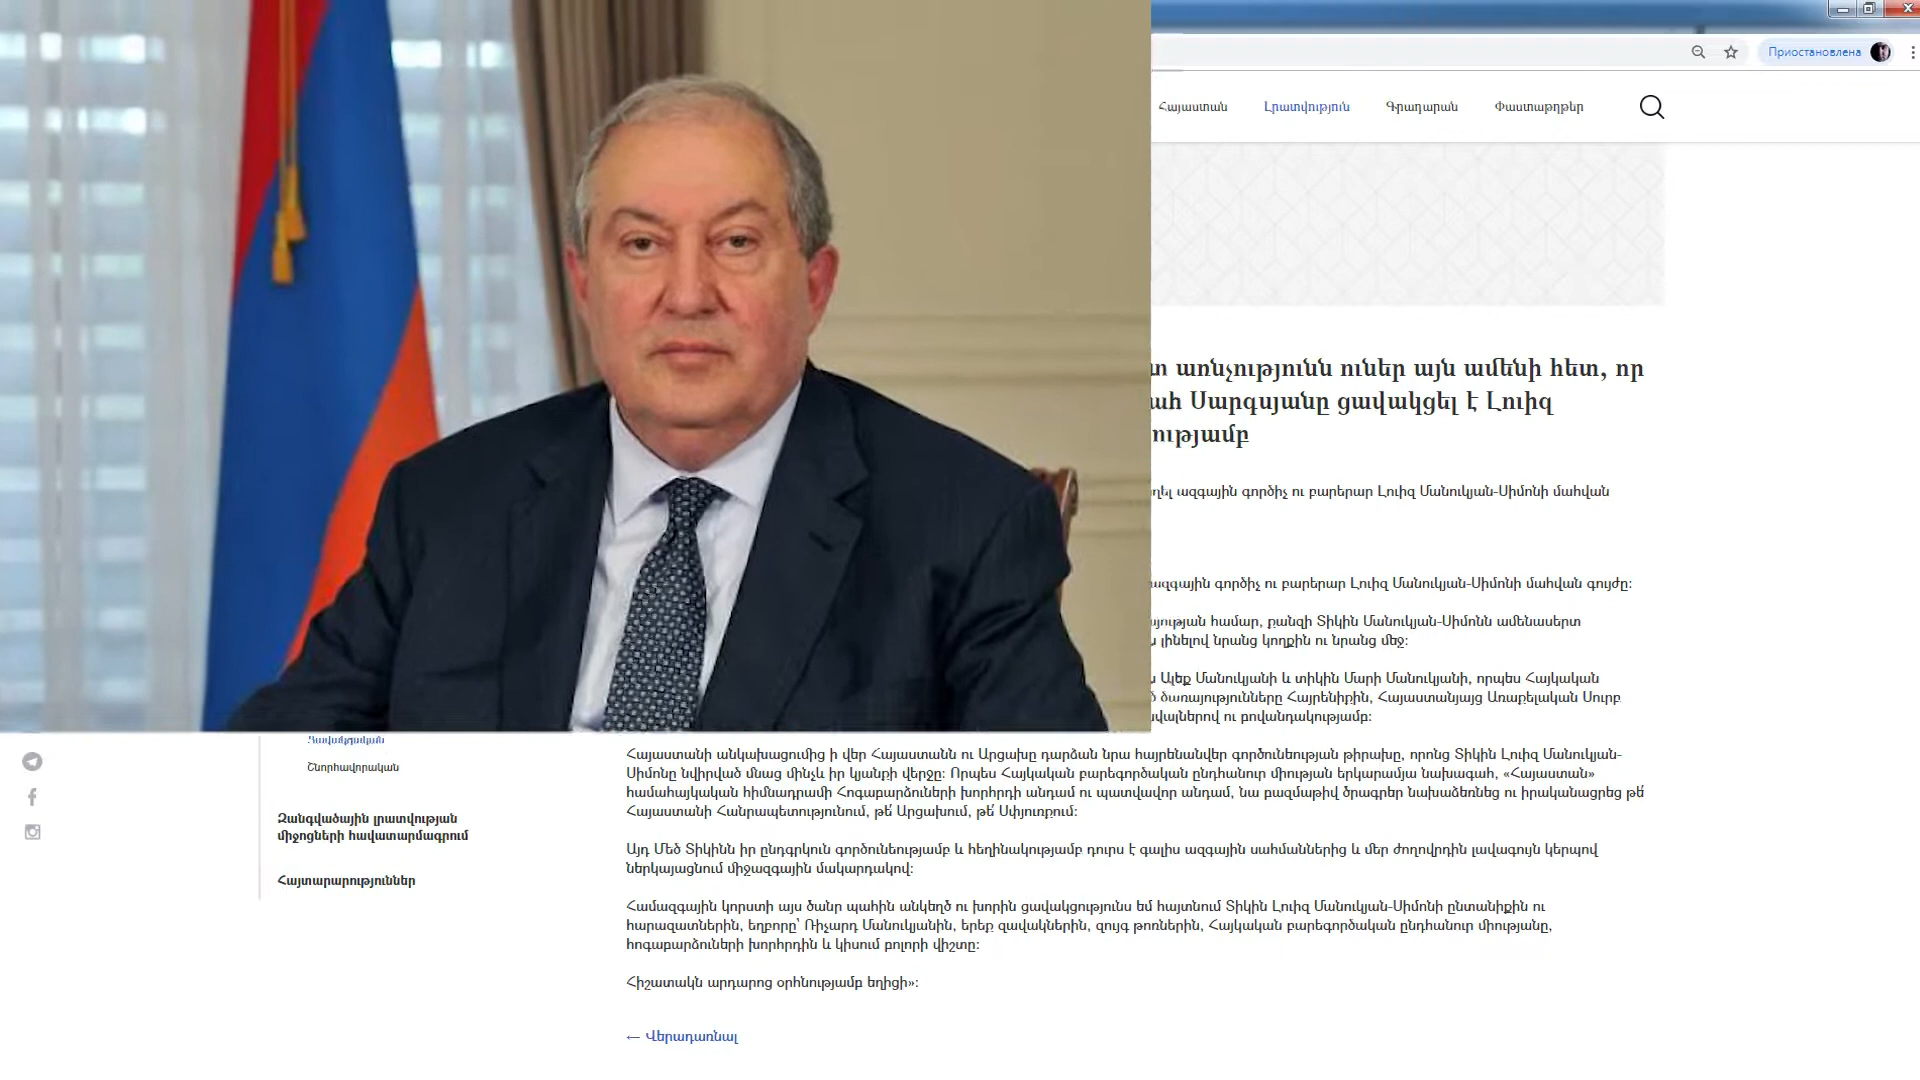 Приостановлена
Հայաստան Լրատվություն Գրադարան Փաստաթղթեր
առնչությունն ուներ այն ամենի հետ, որ
Սարգսյանը ցավակցել է Լուիզ
ազգային գործիչ ու բարերար Լուիզ Մանուկյան-Սիմոնի մահվան
ազգային գործիչ ու բարերար Լուիզ Մանուկյան-Սիմոնի մահվան գույժը:
համար, քանզի Տիկին Մանուկյան-Սիմոնն ամենասերտ
լինելով նրանց կողքին ու նրանց մեջ:
Ալեք Մանուկյանի և տիկին Մարի Մանուկյանի, որպես Հայկական
ծառայությունները Հայրենիքին, Հայաստանյայց Առաքելական Սուրբ
ու բովանդակությամբ:
Շնորհավորական
Զանգվածային լրատվության
միջոցների հավատարմագրում
Հայտարարություններ
Հայաստանի անկախացումից ի վեր Հայաստանն ու Արցախը դարձան նրա հայրենանվեր գործունեության թիրախը, որոնց Տիկին Լուիզ Մանուկյան-
Սիմոնը նվիրված մնաց մինչև իր կյանքի վերջը: Որպես Հայկական բարեգործական ընդհանուր միության երկարամյա նախագահ, «Հայաստան»
համահայկական հիմնադրամի Հոգաբարձուների խորհրդի անդամ ու պատվավոր անդամ, նա բազմաթիվ ծրագրեր նախաձեռնեց ու իրականացրեց թե՛
Հայաստանի Հանրապետությունում, թե՛ Արցախում, թե՛ Սփյուռքում:
Այդ Մեծ Տիկինն իր ընդգրկուն գործունեությամբ և հեղինակությամբ դուրս է գալիս ազգային սահմաններից և մեր ժողովրդին լավագույն կերպով
ներկայացնում միջազգային մակարդակով:
Համազգային կորստի այս ծանր պահին անկեղծ ու խորին ցավակցությունս եմ հայտնում Տիկին Լուիզ Մանուկյան-Սիմոնի ընտանիքին ու
հարազատներին, եղբորը՝ Ռիչարդ Մանուկյանին, երեք զավակներին, զույգ թոռներին, Հայկական բարեգործական ընդհանուր միությանը,
հոգաբարձուների խորհրդին և կիսում բոլորի վիշտը:
Հիշատակն արդարոց օրհնությամբ եղիցի»:
← Վերադառնալ